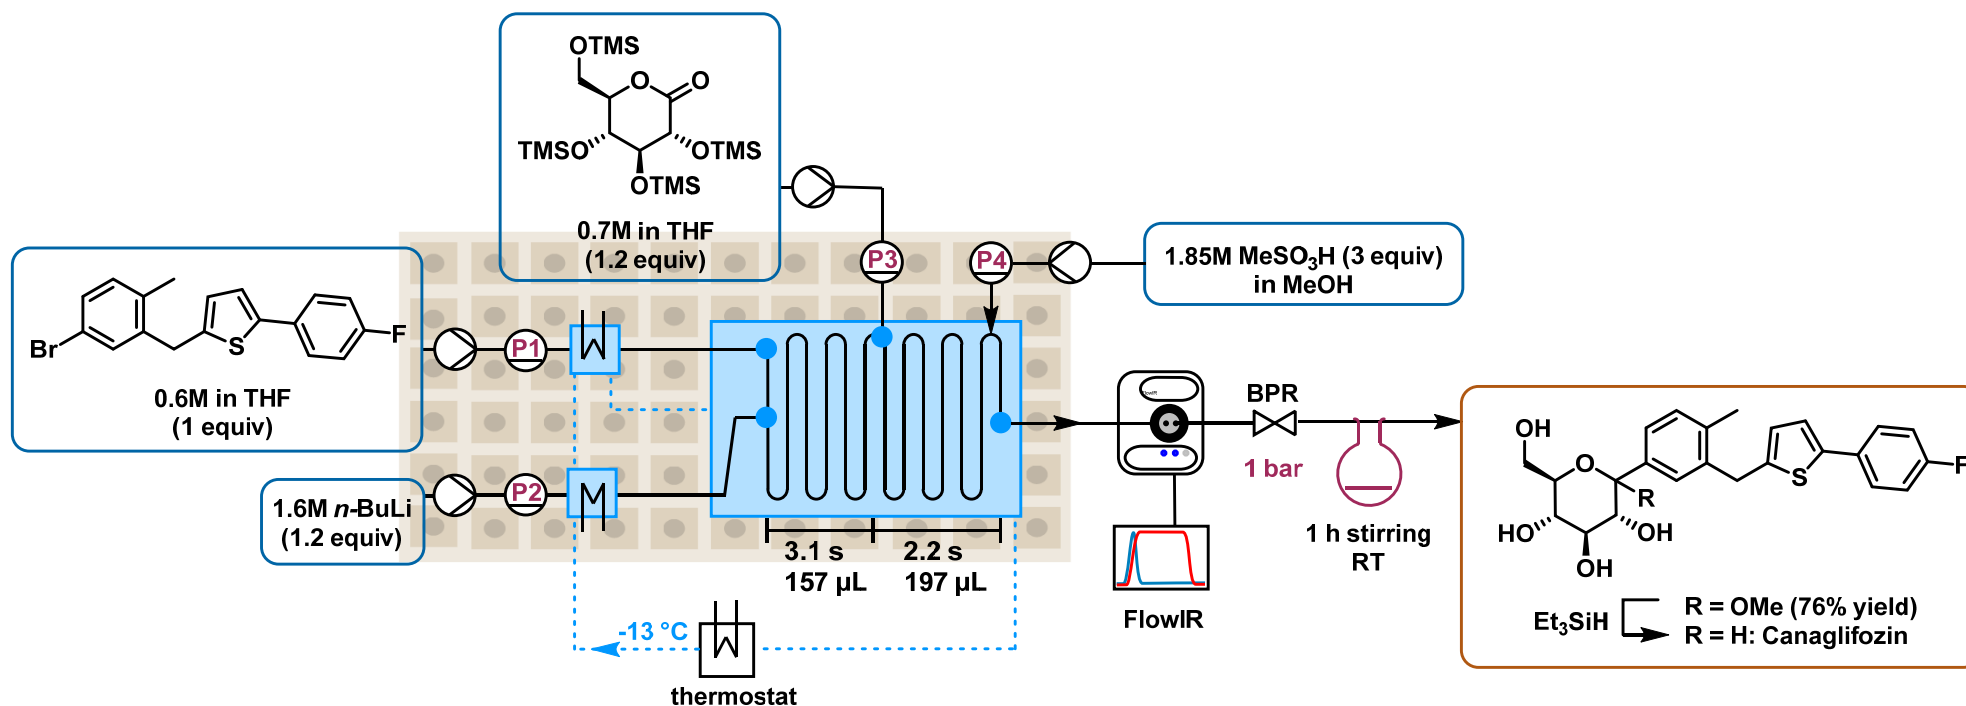 OTMS
O
O
TMSO
OTMS
OTMS
0.7M in THF
(1.2 equiv)
P3
P4
1.85M MeSO3H (3 equiv)
in MeOH
Br
S
F
0.6M in THF
(1 equiv)
P1
1.6M n-BuLi
(1.2 equiv)
P2
3.1 s
157 µL
2.2 s
197 µL
-13 °C
thermostat
FlowIR
FlowIR
BPR
1 bar
1 h stirring
RT
OH
O
R
HO
OH
OH
S
F
R = OMe (76% yield)
Et3SiH
R = H: Canaglifozin